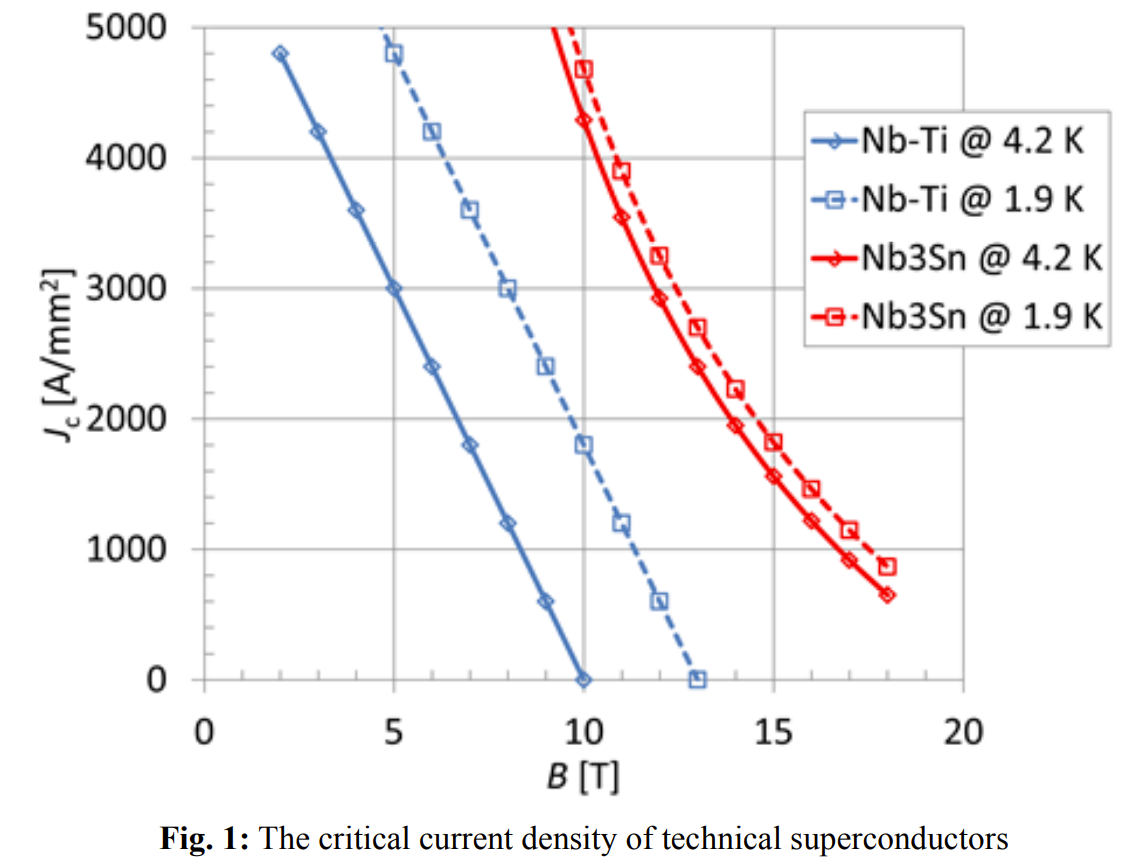 5000
4000
3000
2000
1000
0
Jc [A/mm²]
0 5 10 15 20
B [T]
Nb-Ti @ 4.2 K
Nb-Ti @ 1.9 K
Nb3Sn @ 4.2 K
Nb3Sn @ 1.9 K
Fig. 1: The critical current density of technical superconductors